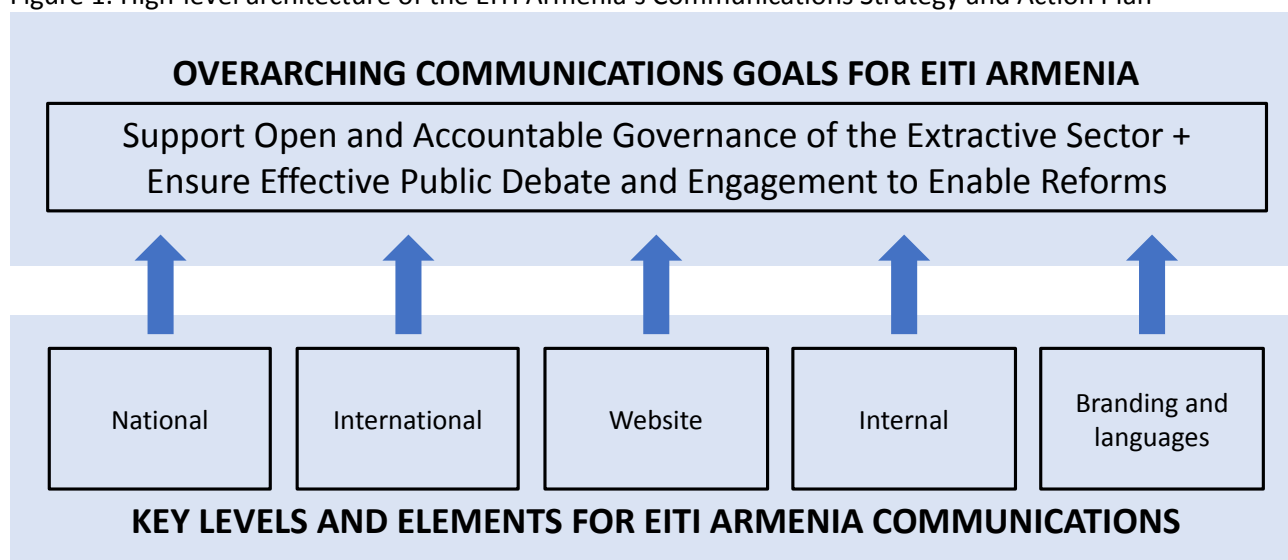 Figure 1: High-level architecture of the EITI Armenia's Communications Strategy and Action Plan
OVERARCHING COMMUNICATIONS GOALS FOR EITI ARMENIA
Support Open and Accountable Governance of the Extractive Sector +
Ensure Effective Public Debate and Engagement to Enable Reforms
National
International
Website
Internal
Branding and
languages
KEY LEVELS AND ELEMENTS FOR EITI ARMENIA COMMUNICATIONS